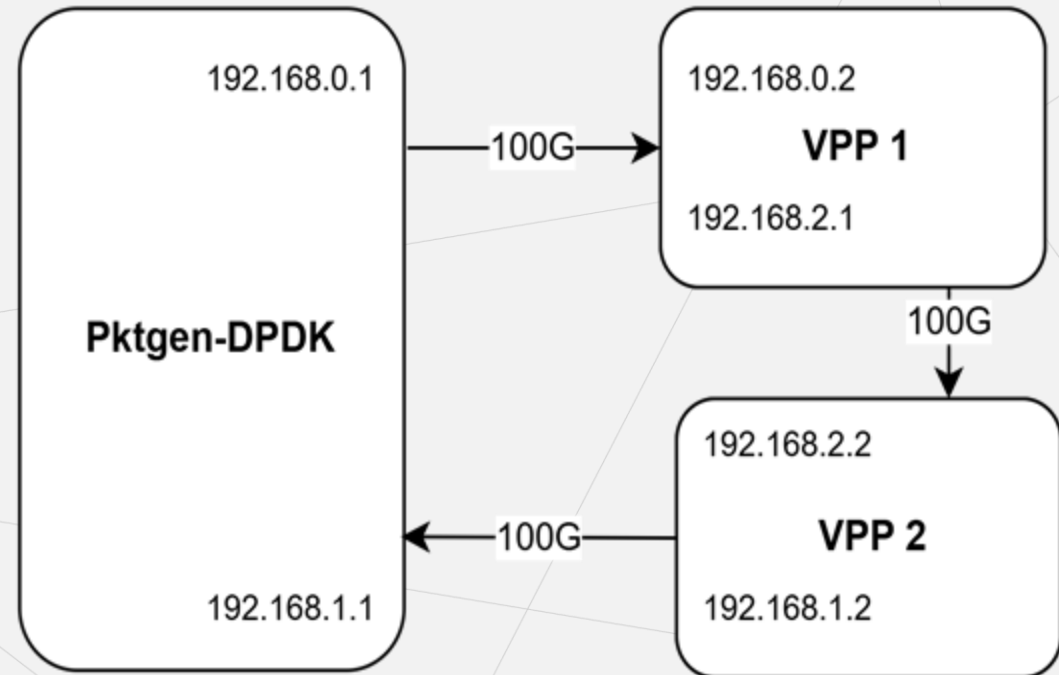 192.168.0.1
100G
192.168.0.2
VPP 1
192.168.2.1
Pktgen-DPDK
100G
192.168.2.2
VPP 2
100G
192.168.1.1
192.168.1.2